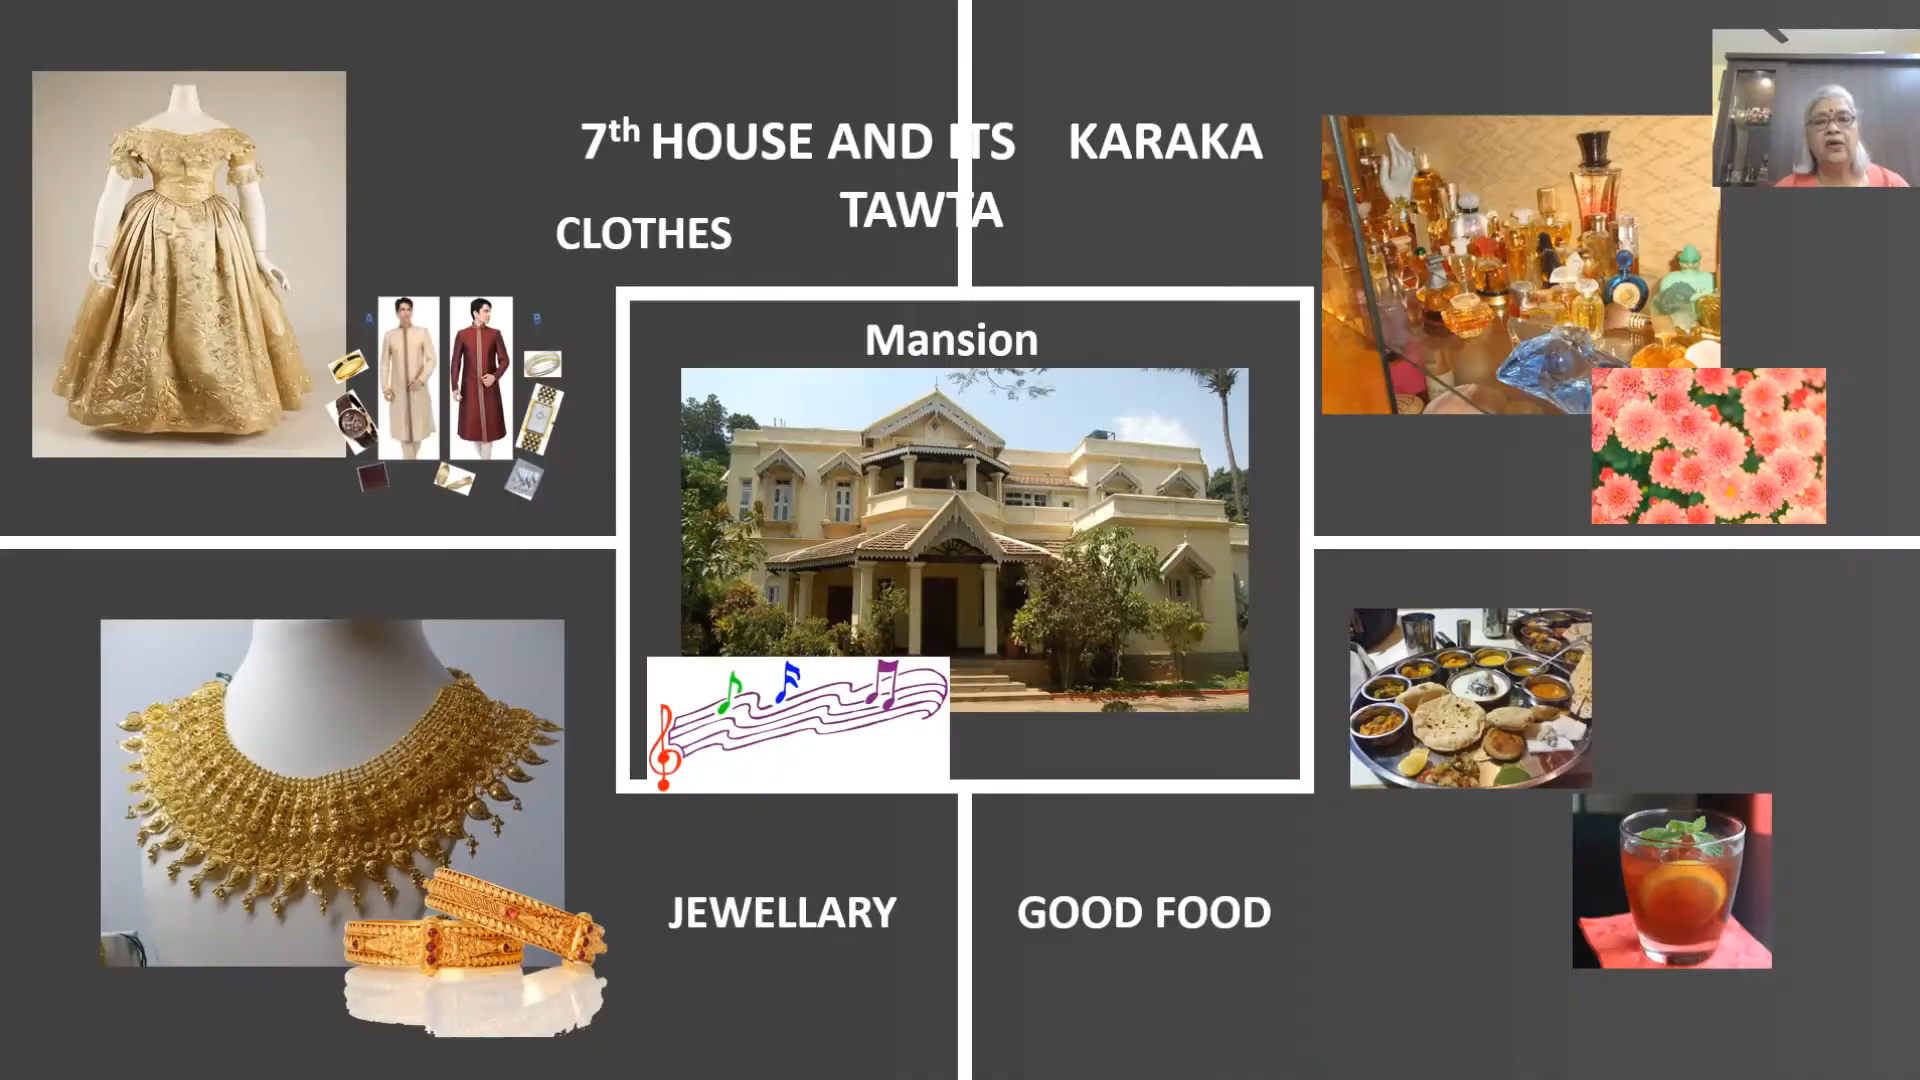 7th HOUSE AND ITS KARAKA
TAWTA
CLOTHES
A
B
Mansion
JEWELLARY
GOOD FOOD